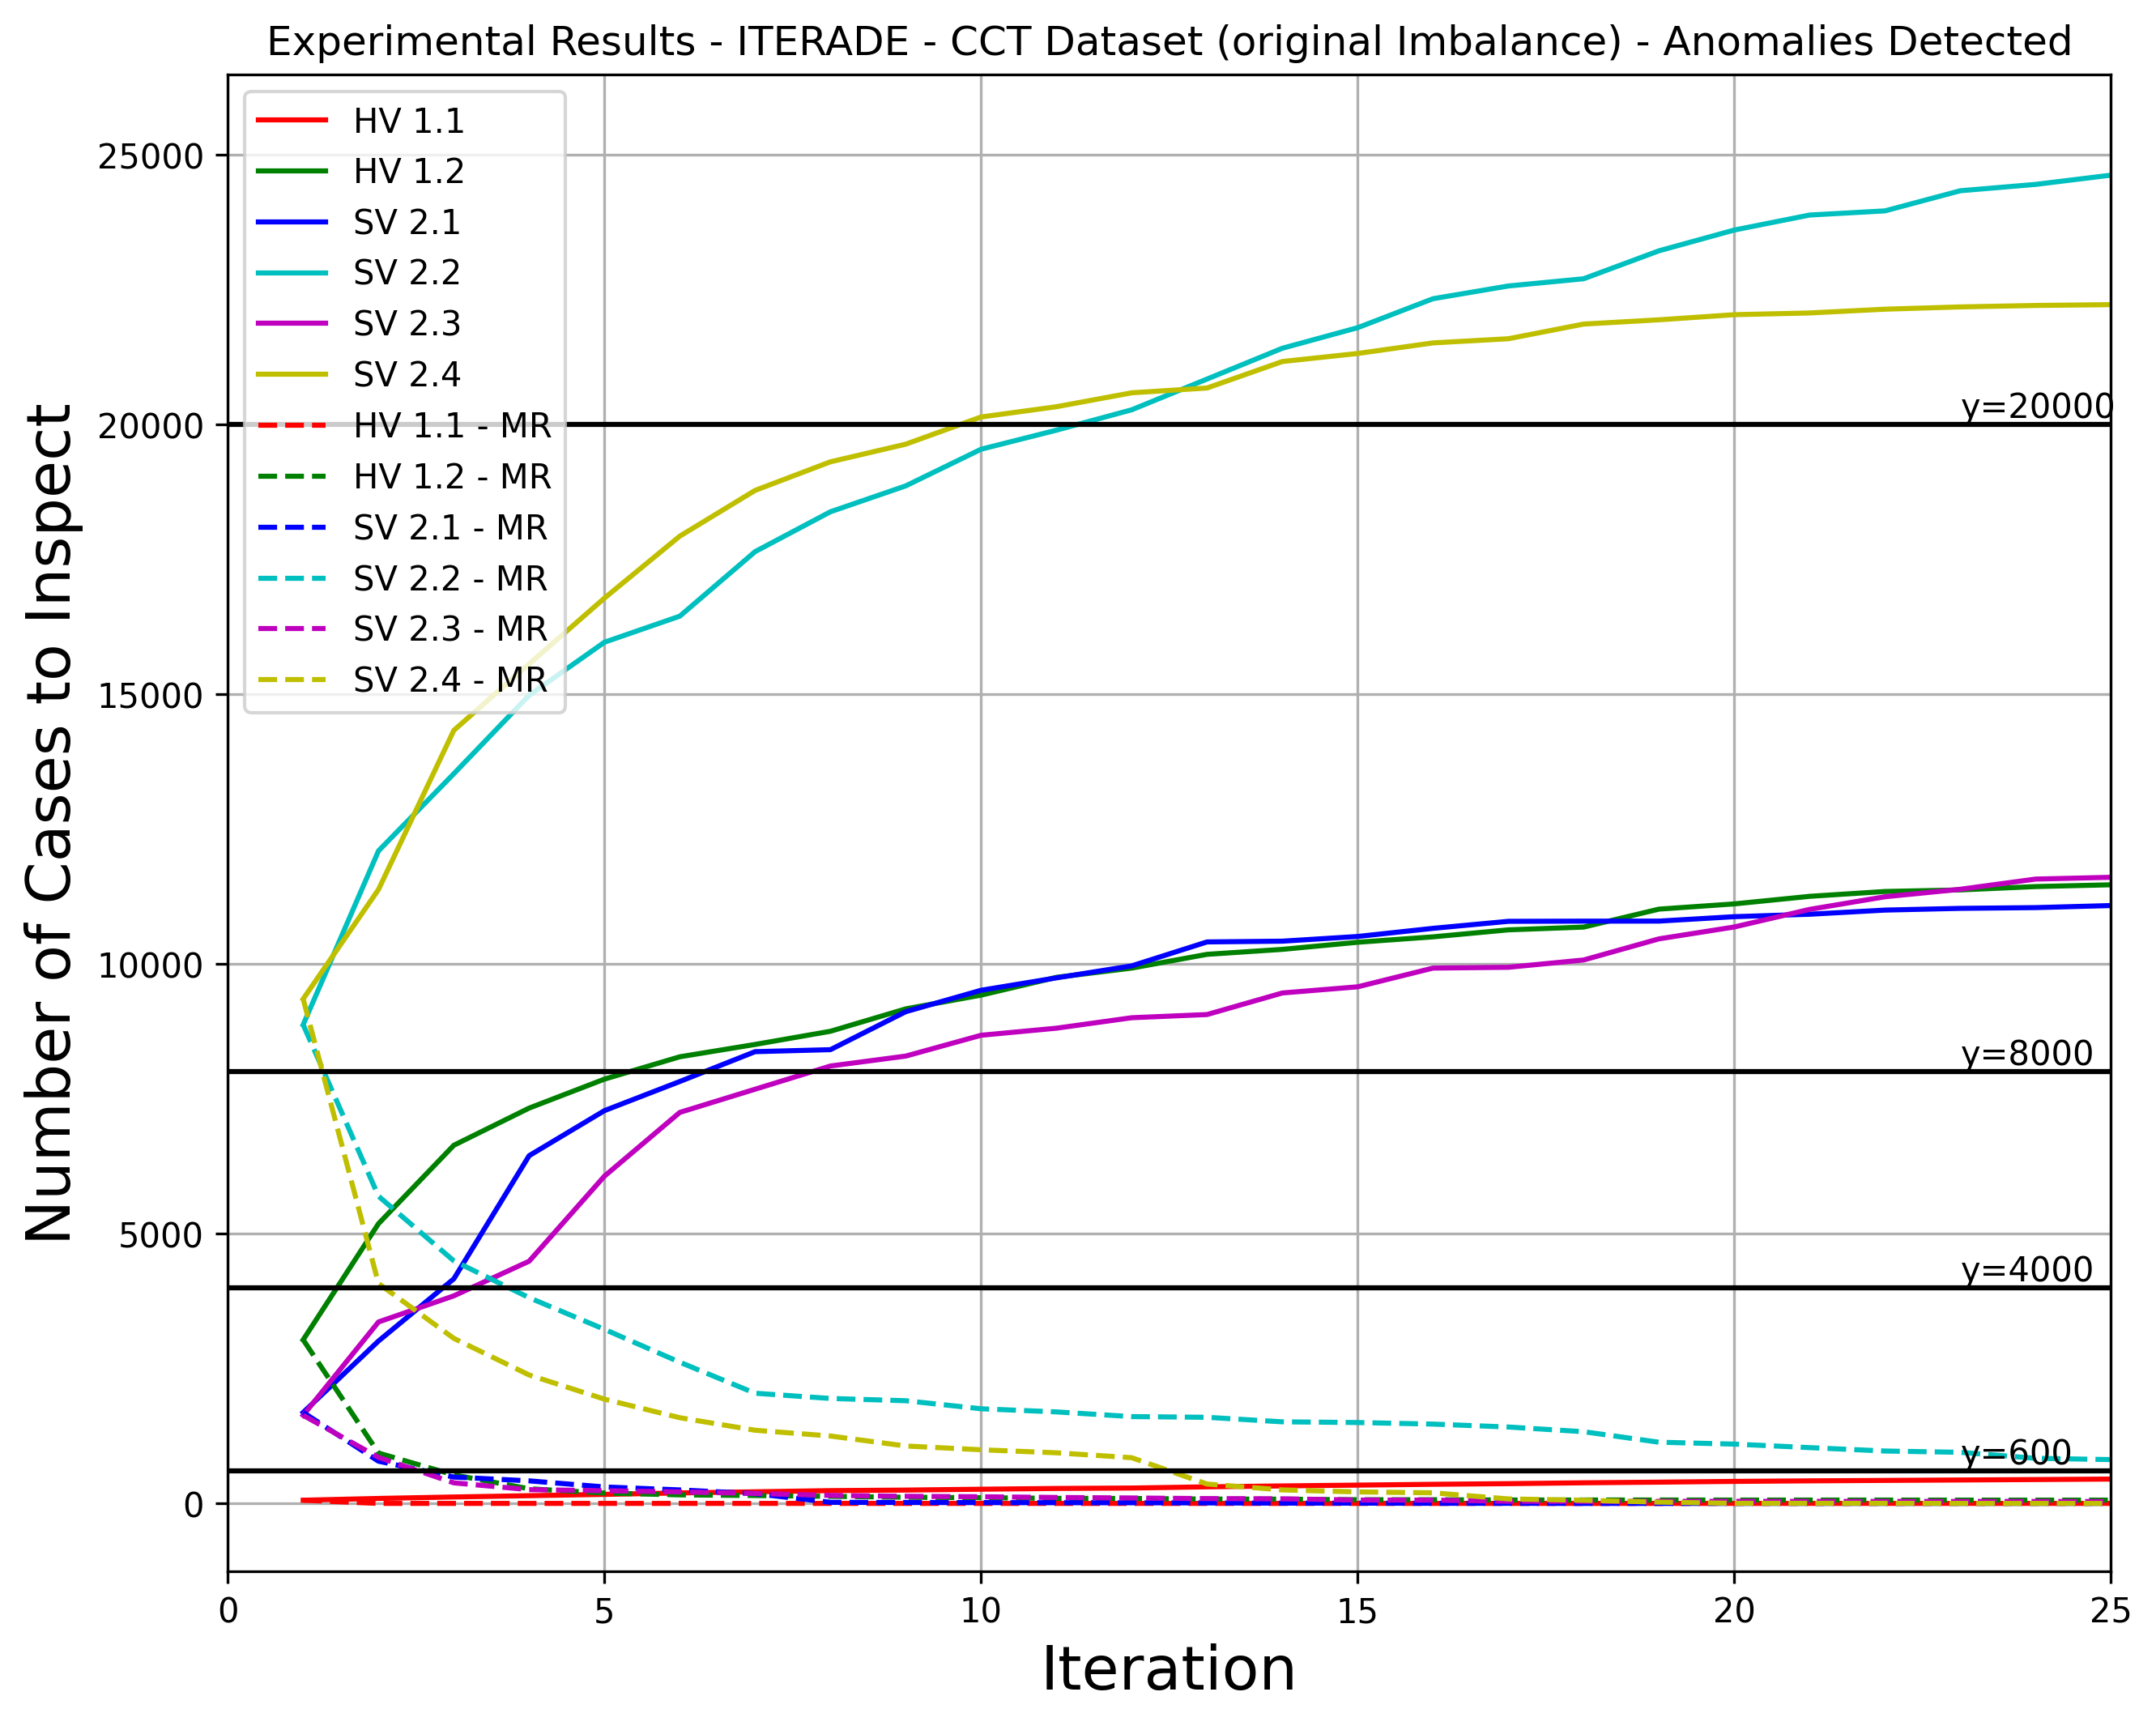 Experimental Results - ITERADE - CCT Dataset (original Imbalance) - Anomalies Detected
HV 1.1
HV 1.2
SV 2.1
SV 2.2
SV 2.3
SV 2.4
HV 1.1 - MR
HV 1.2 - MR
SV 2.1 - MR
SV 2.2 - MR
SV 2.3 - MR
SV 2.4 - MR
Number of Cases to Inspect
25000
20000
15000
10000
5000
0
y=20000
y=8000
y=4000
y=600
0
5
10
15
20
25
Iteration